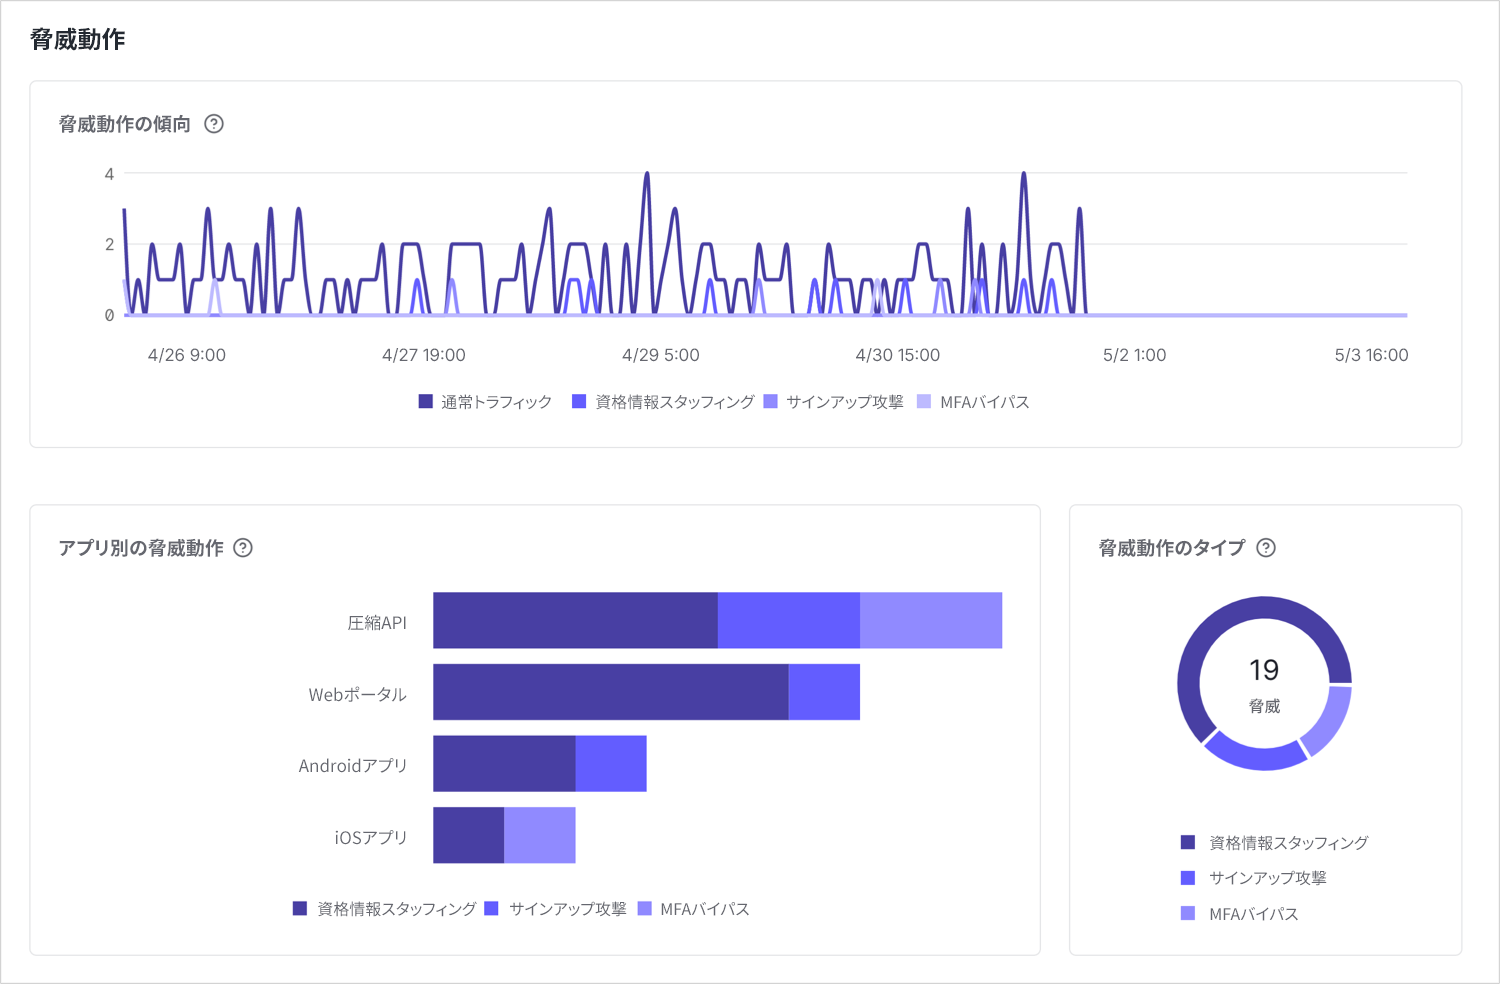 脅威動作
脅威動作の傾向
4
2
0
4/26 9:00 4/27 19:00 4/29 5:00 4/30 15:00 5/2 1:00 5/3 16:00
通常トラフィック 資格情報スタッフィング サインアップ攻撃 MFAバイパス
アプリ別の脅威動作
圧縮API
Webポータル
Androidアプリ
iOSアプリ
資格情報スタッフィング サインアップ攻撃 MFAバイパス
脅威動作のタイプ
19
脅威
資格情報スタッフィング
サインアップ攻撃
MFAバイパス